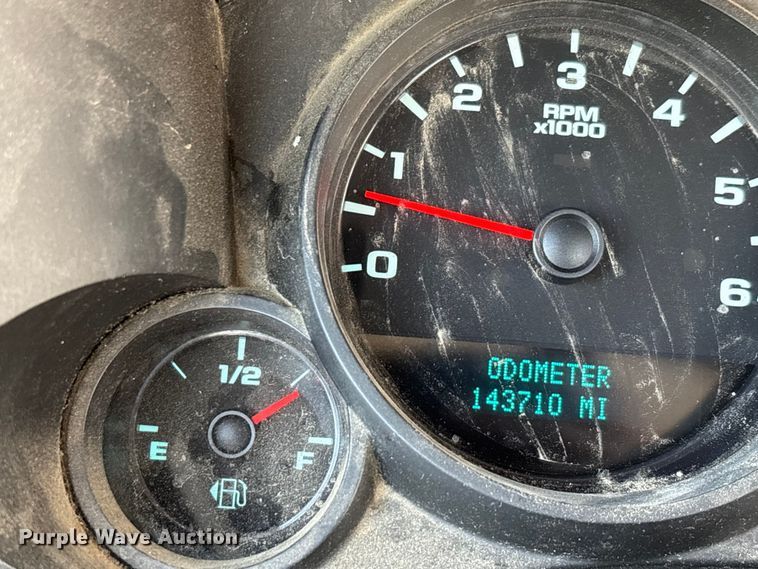 0 1 2 3 4 5 6
RPM
x1000
ODOMETER
143710 MI
E 1/2 F
Purple Wave Auction